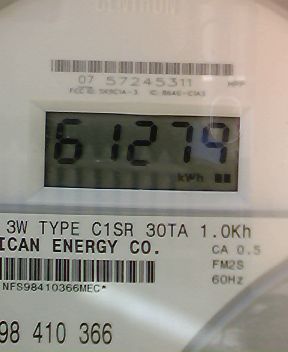 CENTRON
07 57245311
61279
kWh
3W TYPE C1SR 30TA 1.0Kh
ICAN ENERGY CO.
CA 0.5
FM2S
60Hz
NFS98410366MEC*
98 410 366